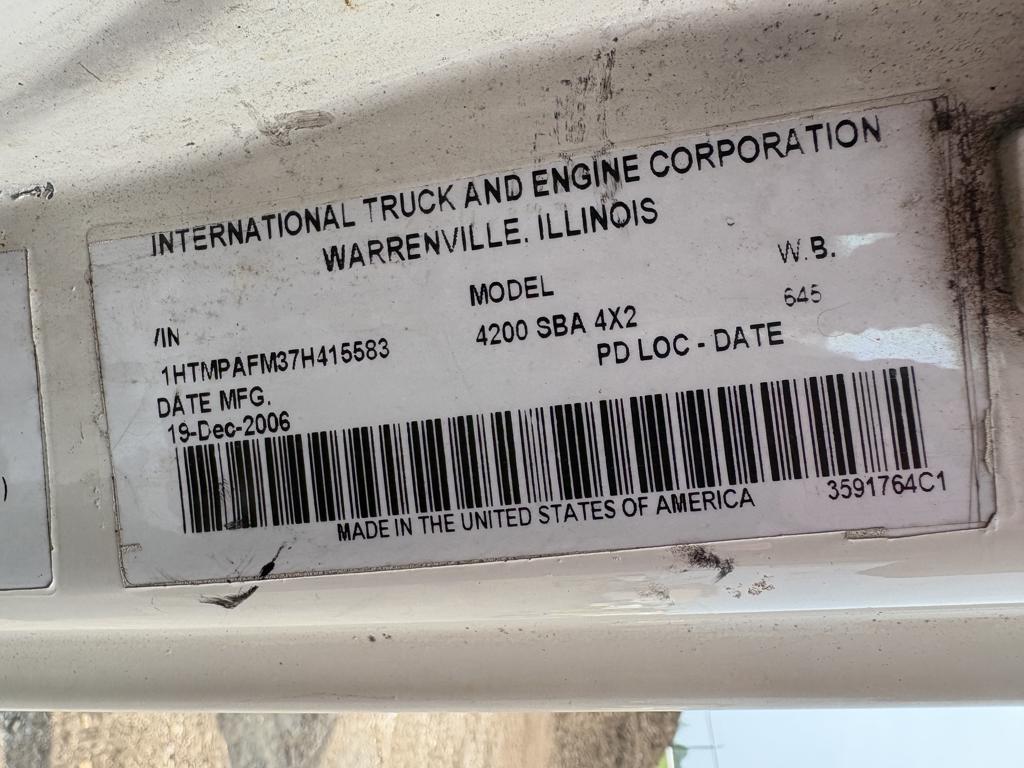 INTERNATIONAL TRUCK AND ENGINE CORPORATION
WARRENVILLE, ILLINOIS
VIN MODEL W.B.
1HTMPAFM37H415583 4200 SBA 4X2 645
DATE MFG. PD LOC - DATE
19-Dec-2006
3591764C1
MADE IN THE UNITED STATES OF AMERICA
)